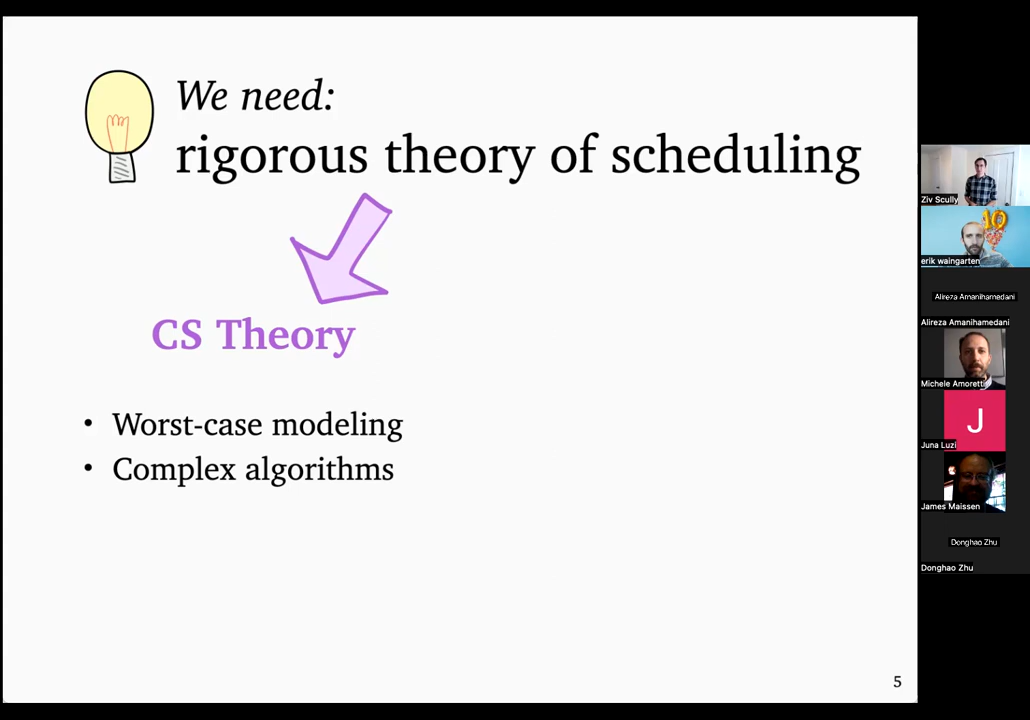 We need:
rigorous theory of scheduling
CS Theory
• Worst-case modeling
• Complex algorithms
5
Ziv Scully
10
erik waingarten
Alireza Amanihamedani
Alireza Amanihamedani
Michele Amoretti
J
Juna Luzi
James Maissen
Donghao Zhu
Donghao Zhu